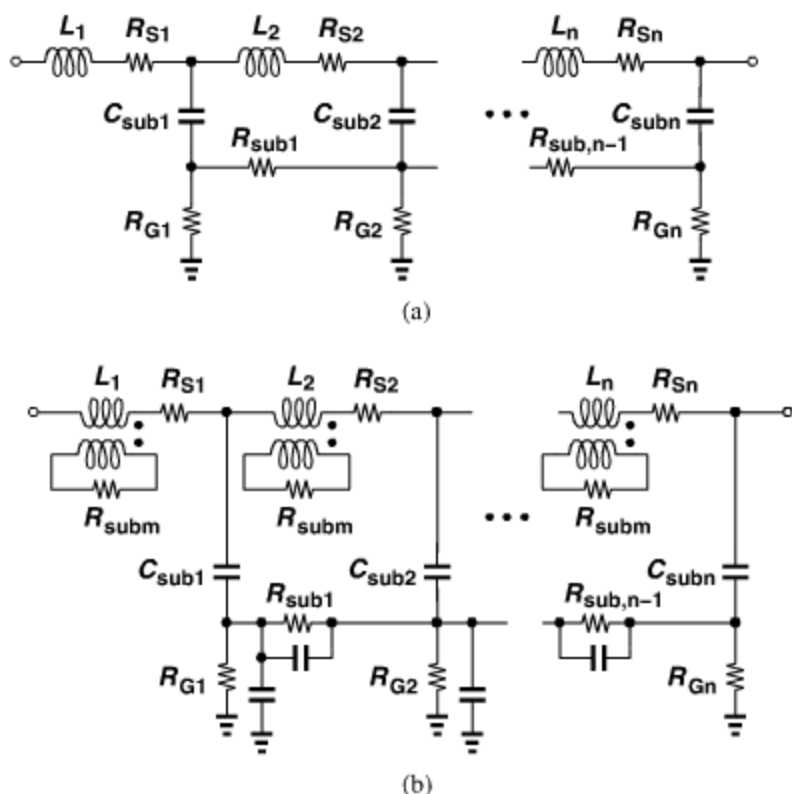 L1 RS1 L2 RS2 Ln RSn
Csub1 Csub2 ••• Csubn
Rsub1 Rsub,n−1
RG1 RG2 RGn
(a)
L1 RS1 L2 RS2 Ln RSn
Rsubm Rsubm ••• Rsubm
Csub1 Csub2 Csubn
Rsub1 Rsub,n−1
RG1 RG2 RGn
(b)